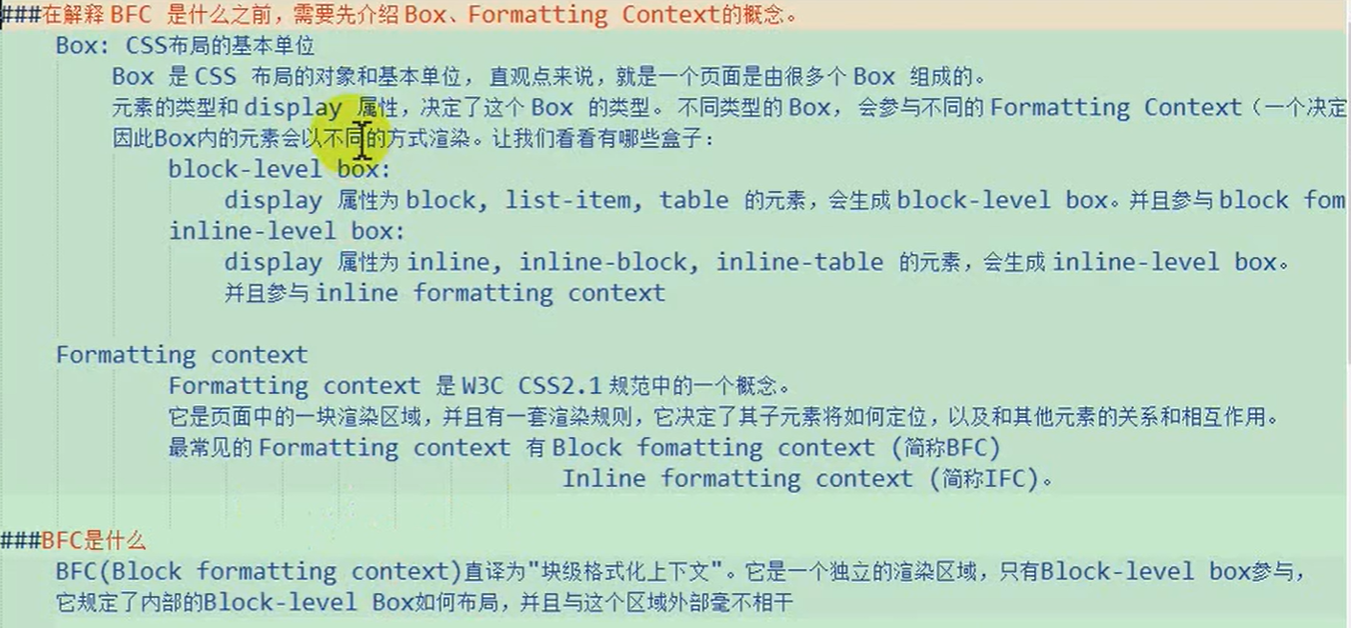 ###在解释 BFC 是什么之前，需要先介绍 Box、Formatting Context的概念。
Box: CSS布局的基本单位
Box 是 CSS 布局的对象和基本单位， 直观点来说，就是一个页面是由很多个 Box 组成的。
元素的类型和 display 属性，决定了这个 Box 的类型。 不同类型的 Box， 会参与不同的 Formatting Context（一个决定
因此Box内的元素会以不同的方式渲染。让我们看看有哪些盒子：
block-level box:
display 属性为 block, list-item, table 的元素，会生成 block-level box。并且参与 block fom
inline-level box:
display 属性为 inline, inline-block, inline-table 的元素，会生成 inline-level box。
并且参与 inline formatting context
Formatting context
Formatting context 是 W3C CSS2.1 规范中的一个概念。
它是页面中的一块渲染区域，并且有一套渲染规则，它决定了其子元素将如何定位，以及和其他元素的关系和相互作用。
最常见的 Formatting context 有 Block fomatting context (简称BFC)
Inline formatting context (简称IFC)。
###BFC是什么
BFC(Block formatting context)直译为"块级格式化上下文"。它是一个独立的渲染区域，只有Block-level box参与，
它规定了内部的Block-level Box如何布局，并且与这个区域外部毫不相干